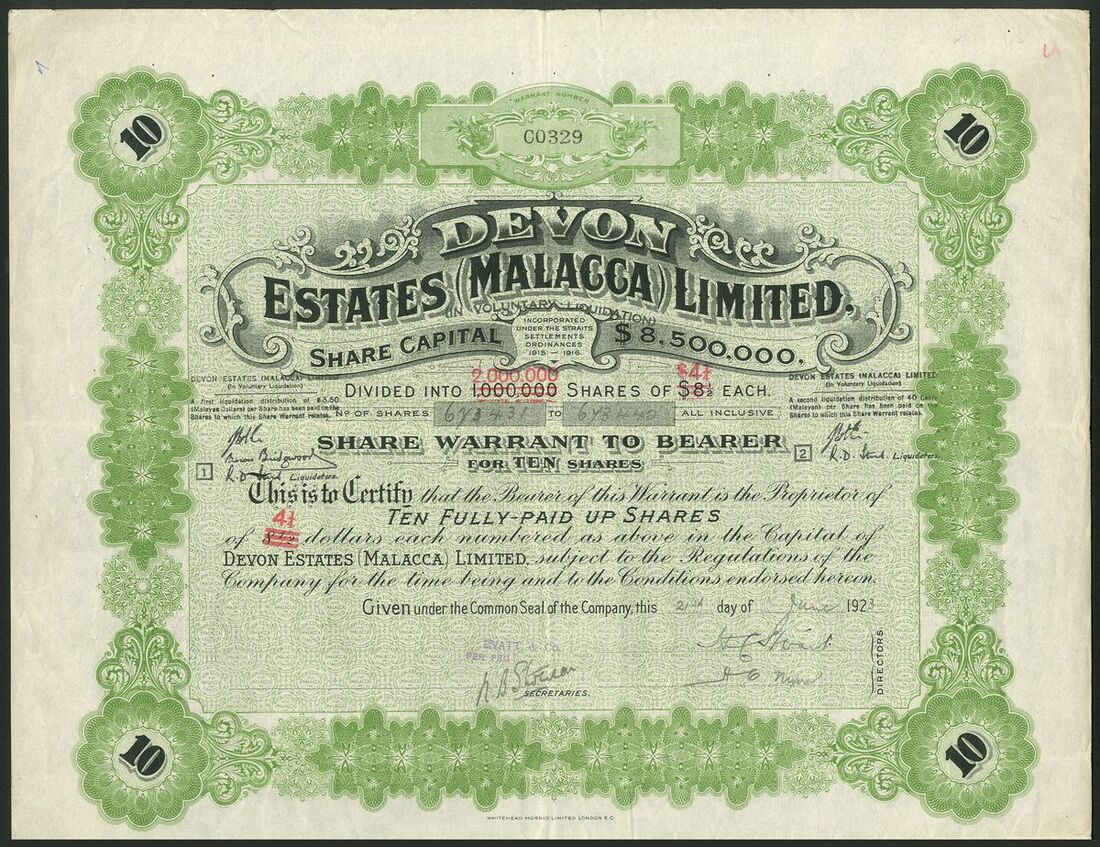 10
WARRANT NUMBER
C0329
10
DEVON
ESTATES (MALACCA) LIMITED.
(IN VOLUNTARY LIQUIDATION)
SHARE CAPITAL
INCORPORATED
UNDER THE STRAITS
SETTLEMENTS
ORDINANCES
1915 – 1916
$8,500,000.
2,000,000
$4¼
DIVIDED INTO 1,000,000 SHARES OF $8½ EACH.
Nº OF SHARES 643431 TO ALL INCLUSIVE
DEVON ESTATES (MALACCA)
(In Voluntary Liquidation)
A first liquidation distribution of $3.50
(Malayan Dollars) per Share has been paid on the
Shares to which this Share Warrant relates.
Liquidators.
1
DEVON ESTATES (MALACCA) LIMITED
(In Voluntary Liquidation)
A second liquidation distribution of 40 Cents
(Malayan) per Share has been paid on the
Shares to which this Share Warrant relates.
Liquidators.
2
SHARE WARRANT TO BEARER
FOR TEN SHARES
This is to Certify that the Bearer of this Warrant is the Proprietor of
TEN FULLY-PAID UP SHARES
4¼
of 8½ dollars each numbered as above in the Capital of
DEVON ESTATES (MALACCA) LIMITED, subject to the Regulations of the
Company for the time being and to the Conditions endorsed hereon.
Given under the Common Seal of the Company, this 21st day of June 1923
EVATT & CO.
PER PRO
SECRETARIES.
DIRECTORS.
10
10
WHITEHEAD MORRIS LIMITED LONDON E.C.